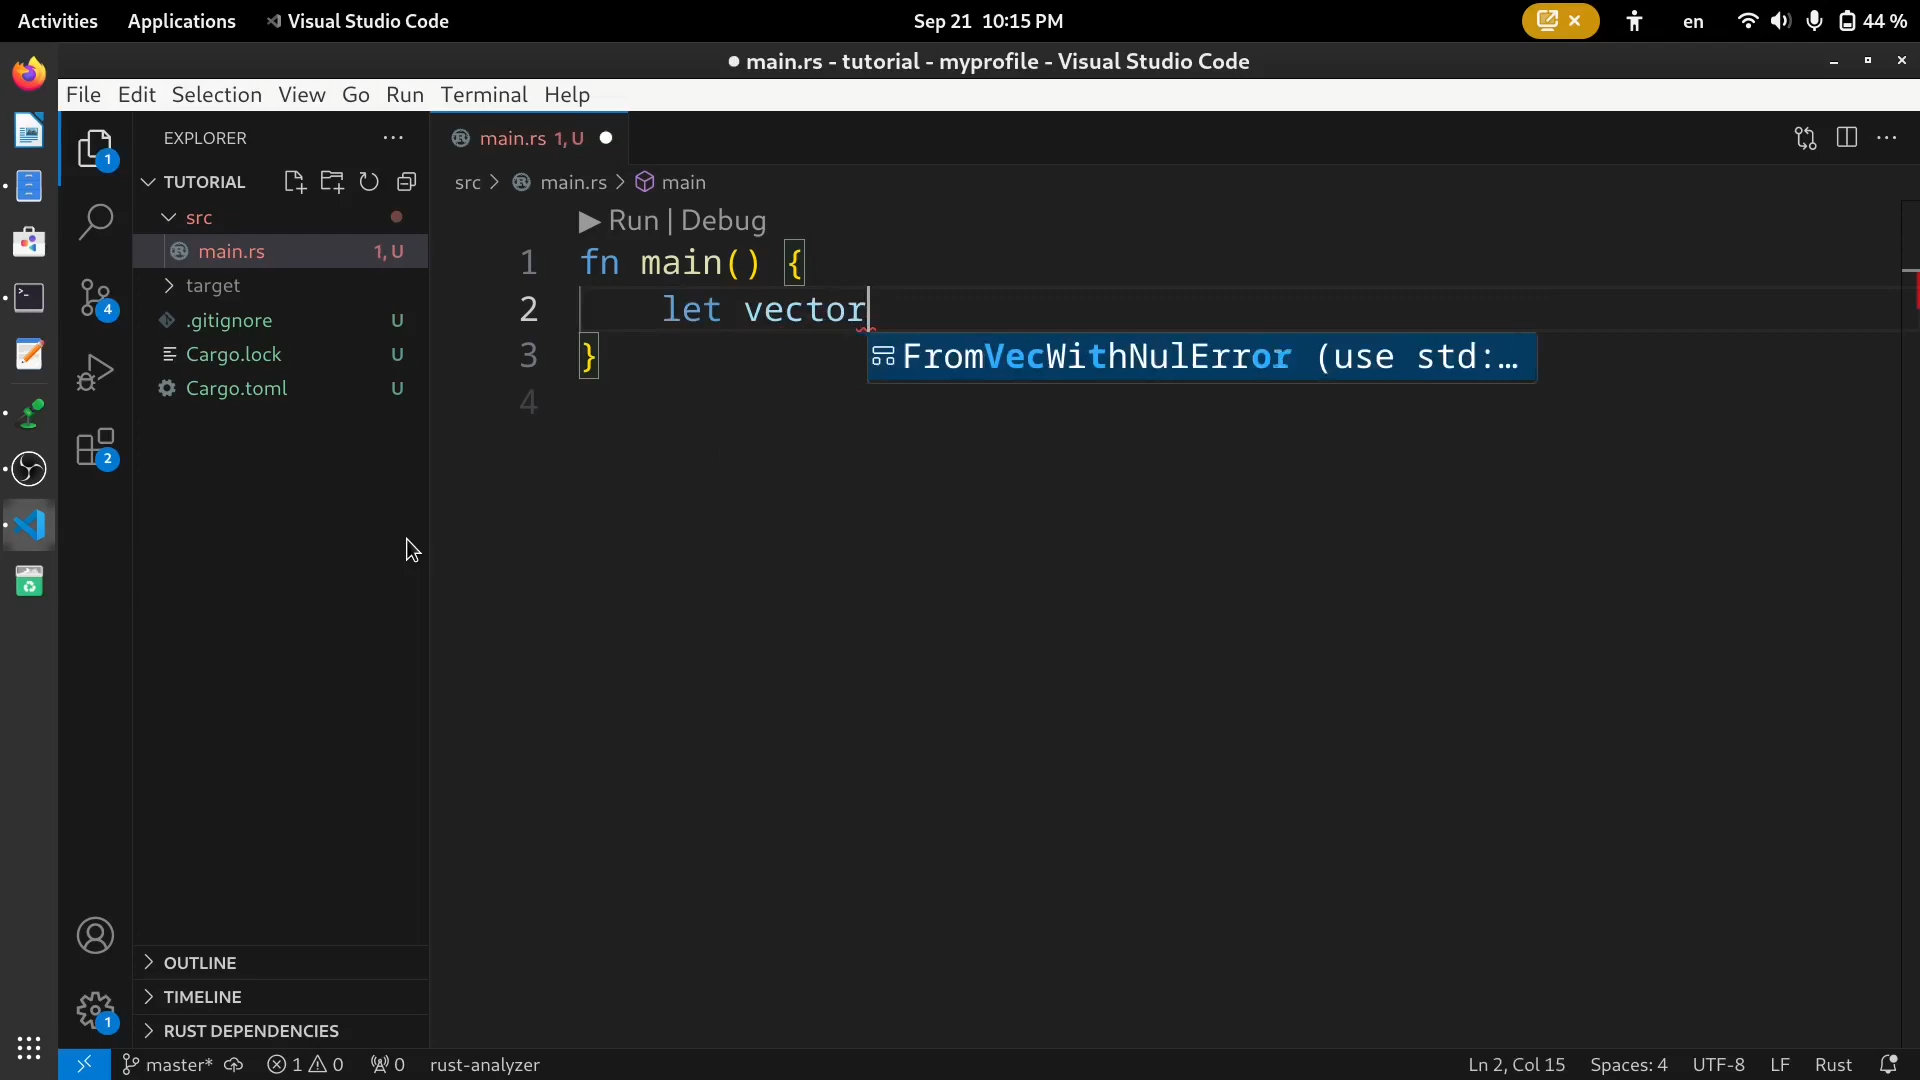 Activities Applications Visual Studio Code Sep 21 10:15 PM en 44 %
main.rs - tutorial - myprofile - Visual Studio Code
File Edit Selection View Go Run Terminal Help
EXPLORER
main.rs 1, U
TUTORIAL
src > main.rs > main
src
main.rs 1, U
target
.gitignore U
Cargo.lock U
Cargo.toml U
1
4
2
Run | Debug
1 fn main() {
2 let vector
FromVecWithNulError (use std:…
3 }
4
OUTLINE
TIMELINE
RUST DEPENDENCIES
1
master* 1 0 0 rust-analyzer Ln 2, Col 15 Spaces: 4 UTF-8 LF Rust